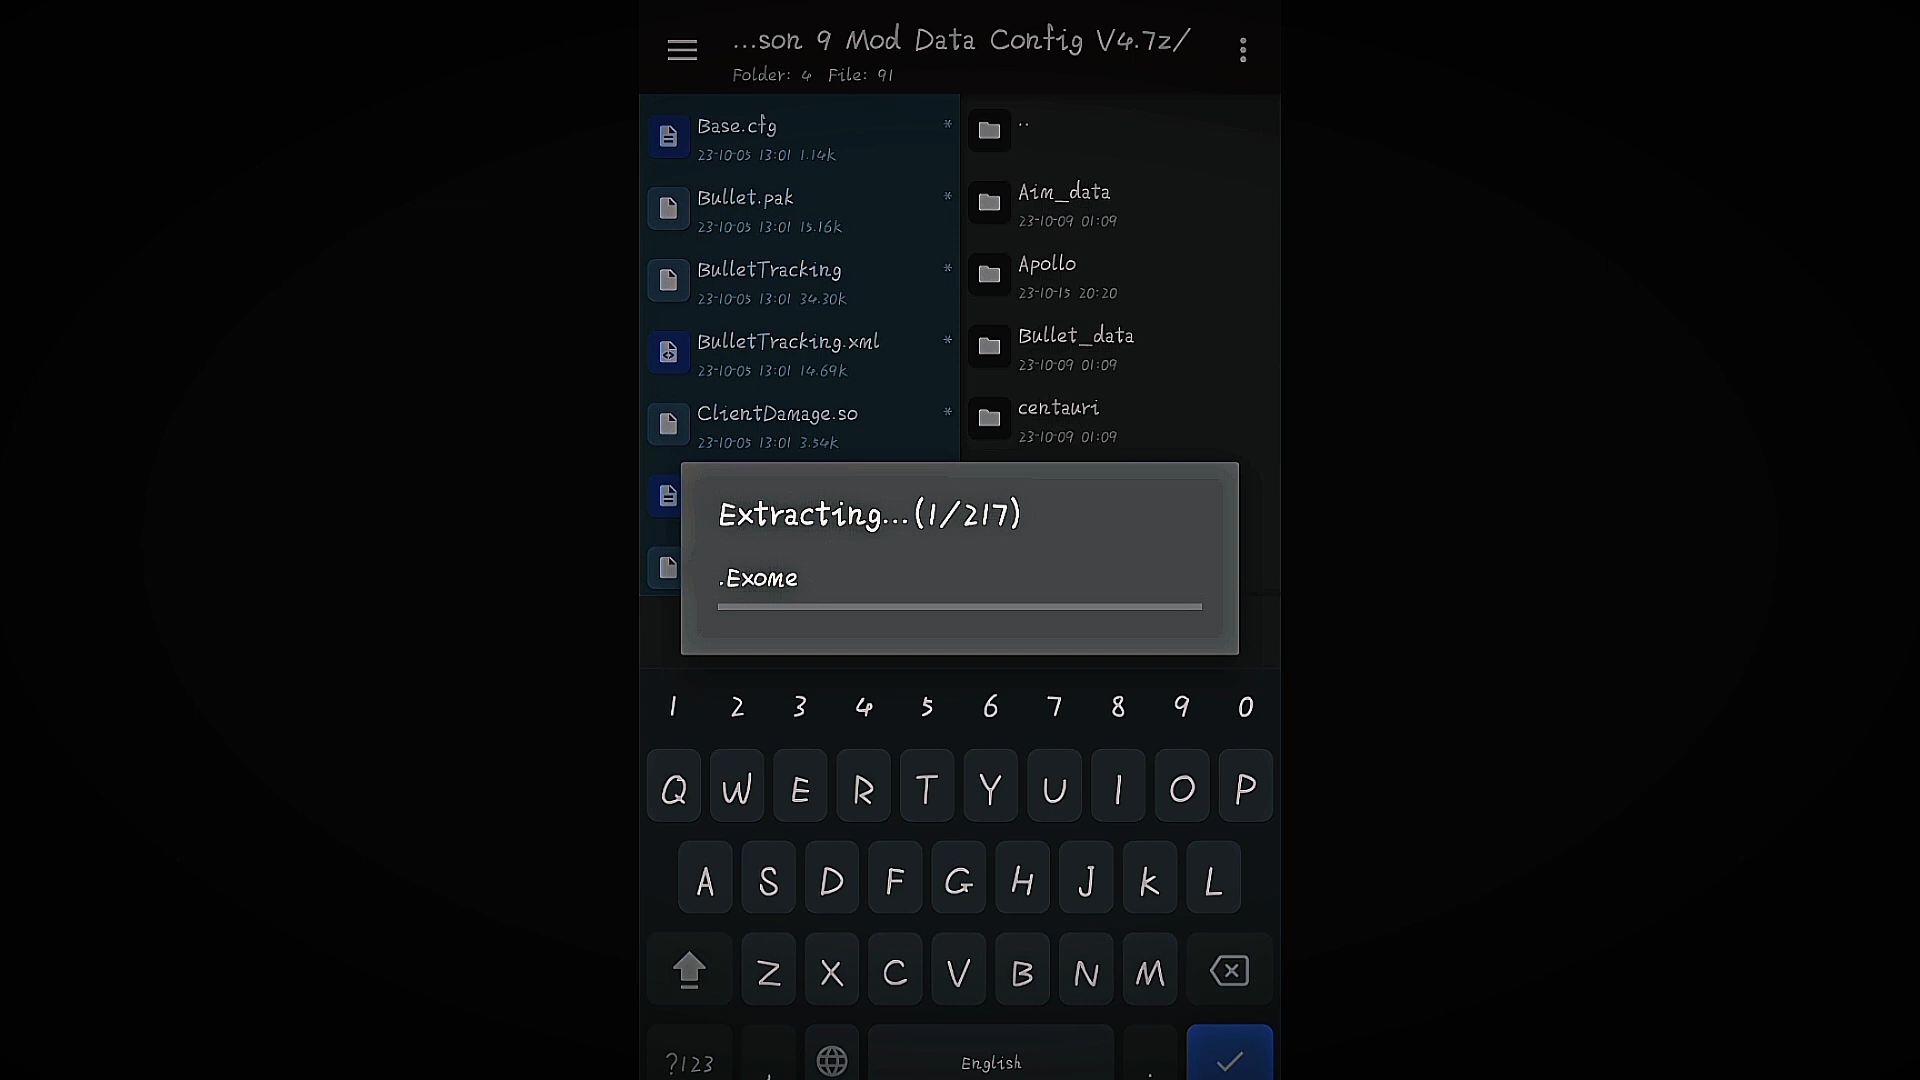 ...son 9 Mod Data Config V4.7z/
Folder: 4 File: 91
Base.cfg *
23-10-05 13:01 1.14K
Bullet.pak *
23-10-05 13:01 15.16K
BulletTracking *
23-10-05 13:01 34.30K
BulletTracking.xml *
23-10-05 13:01 14.69K
ClientDamage.so *
23-10-05 13:01 3.54K
..
Aim_data
23-10-09 01:09
Apollo
23-10-15 20:20
Bullet_data
23-10-09 01:09
centauri
23-10-09 01:09
Extracting...(1/217)
.Exome
1 2 3 4 5 6 7 8 9 0
Q W E R T Y U I O P
A S D F G H J K L
Z X C V B N M
?123 , English .